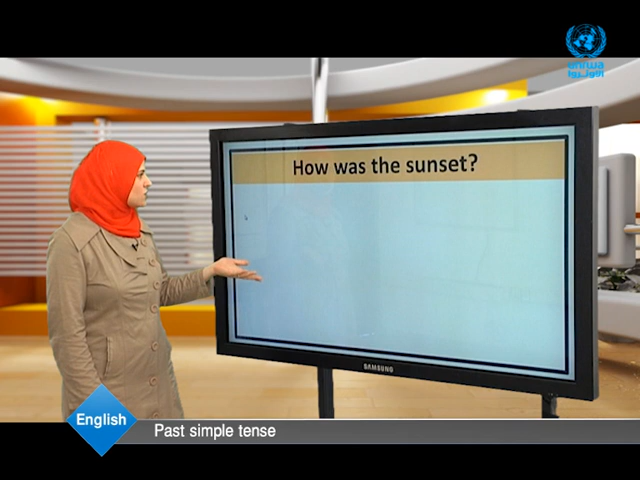 unrwa
الأونروا
How was the sunset?
SAMSUNG
English
Past simple tense